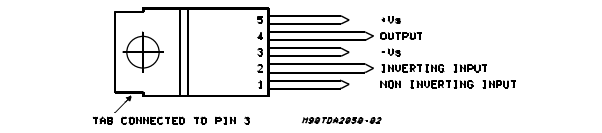 5 +Vs
4 OUTPUT
3 -Vs
2 INVERTING INPUT
1 NON INVERTING INPUT
TAB CONNECTED TO PIN 3 M90TDA2050-02